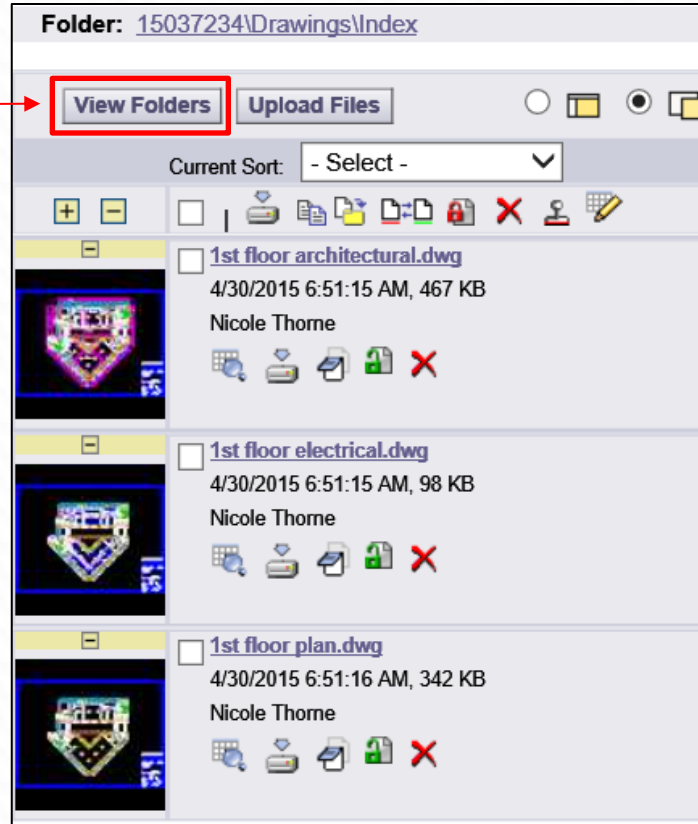 Folder: 15037234\Drawings\Index
View Folders Upload Files
Current Sort: - Select -
1st floor architectural.dwg
4/30/2015 6:51:15 AM, 467 KB
Nicole Thorne
1st floor electrical.dwg
4/30/2015 6:51:15 AM, 98 KB
Nicole Thorne
1st floor plan.dwg
4/30/2015 6:51:16 AM, 342 KB
Nicole Thorne